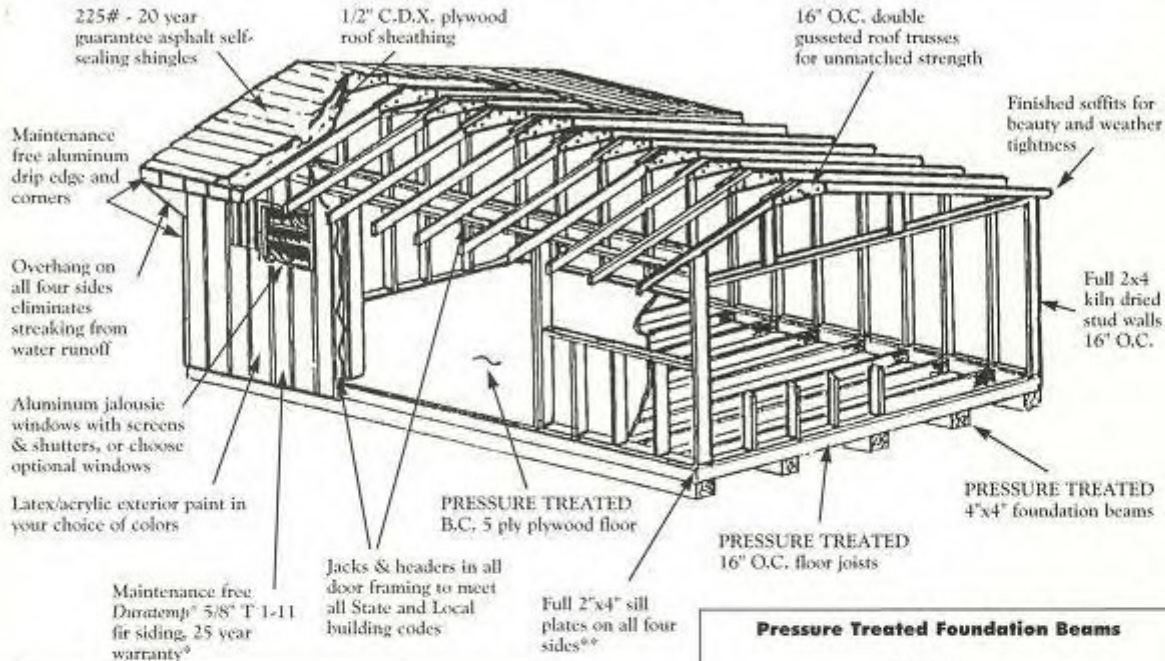 225# - 20 year
guarantee asphalt self-
sealing shingles
1/2" C.D.X. plywood
roof sheathing
16" O.C. double
gusseted roof trusses
for unmatched strength
Finished soffits for
beauty and weather
tightness
Maintenance
free aluminum
drip edge and
corners
Overhang on
all four sides
eliminates
streaking from
water runoff
Full 2x4
kiln dried
stud walls
16" O.C.
Aluminum jalousie
windows with screens
& shutters, or choose
optional windows
Latex/acrylic exterior paint in
your choice of colors
PRESSURE TREATED
B.C. 5 ply plywood floor
PRESSURE TREATED
4"x4" foundation beams
PRESSURE TREATED
16" O.C. floor joists
Maintenance free
Duratemp® 5/8" T 1-11
fir siding, 25 year
warranty*
Jacks & headers in all
door framing to meet
all State and Local
building codes
Full 2"x4" sill
plates on all four
sides**
Pressure Treated Foundation Beams